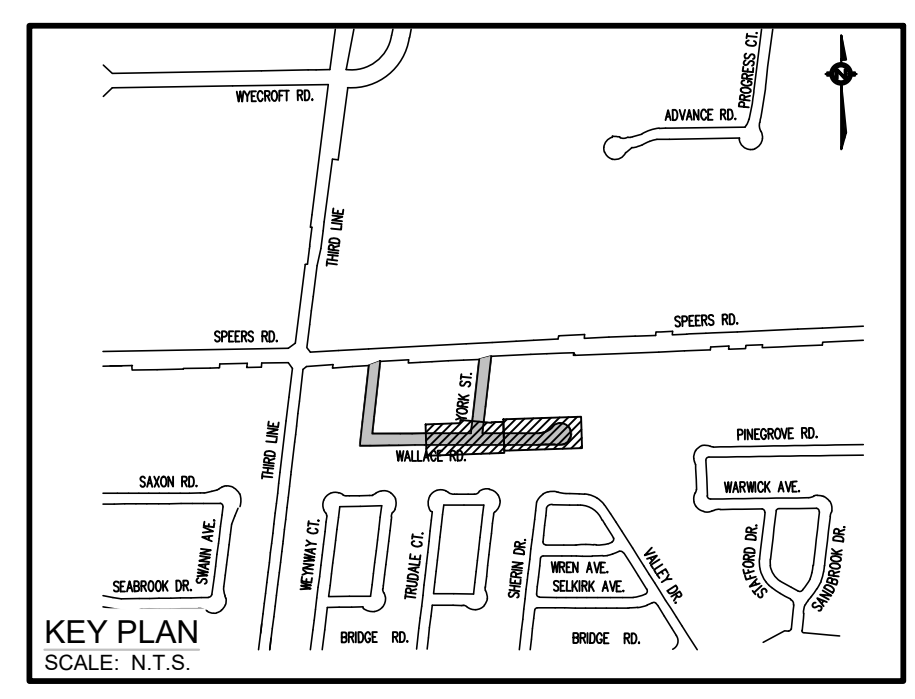 WYECROFT RD.
PROGRESS CT.
ADVANCE RD.
N
THIRD LINE
SPEERS RD.
SPEERS RD.
YORK ST.
WALLACE RD.
THIRD LINE
PINEGROVE RD.
SAXON RD.
WARWICK AVE.
SWANN AVE.
SEABROOK DR.
WEYNWAY CT.
TRUDALE CT.
SHERIN DR.
WREN AVE.
SELKIRK AVE.
VALLEY DR.
STAFFORD DR.
SANDBROOK DR.
BRIDGE RD.
BRIDGE RD.
KEY PLAN
SCALE: N.T.S.